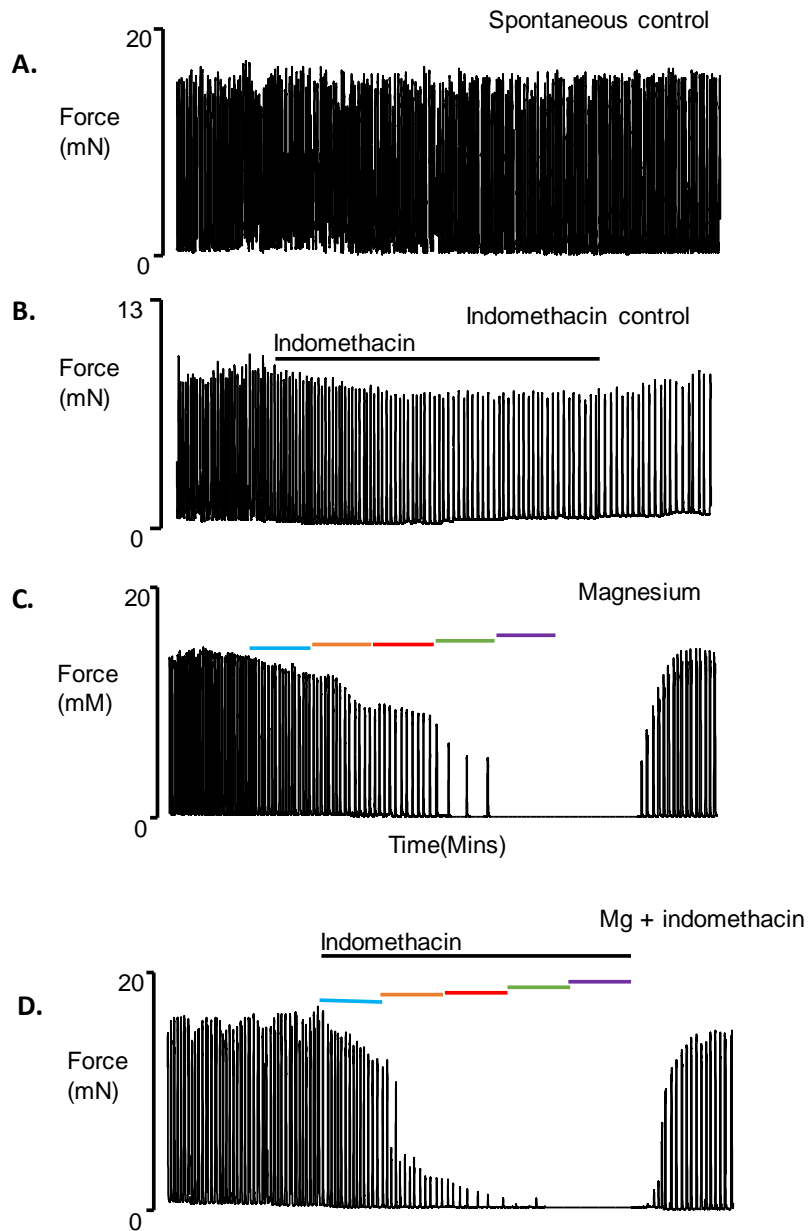 Spontaneous control
A.
20
Force
(mN)
0
B.
13
Indomethacin control
Indomethacin
Force
(mN)
0
C.
20
Magnesium
Force
(mM)
0
Time(Mins)
Mg + indomethacin
Indomethacin
D.
20
Force
(mN)
0